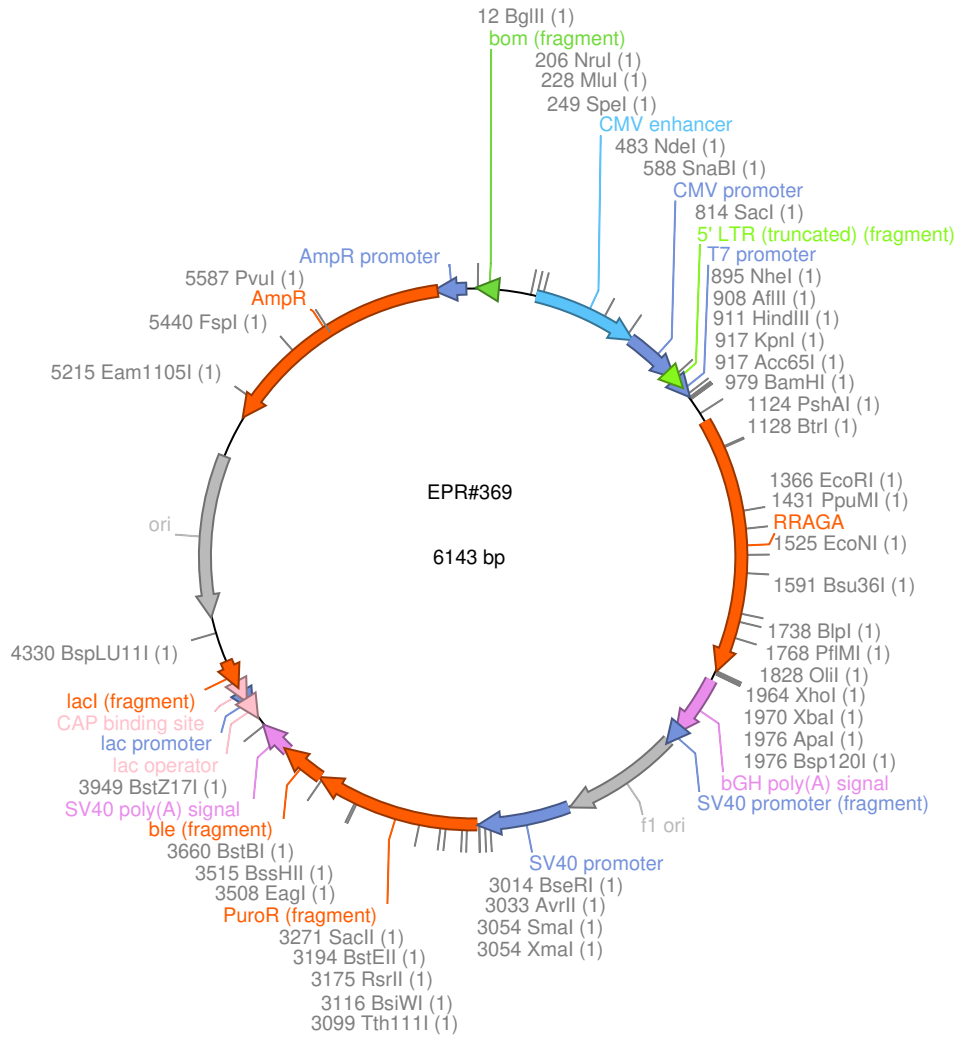 12 BglII (1)
bom (fragment)
206 NruI (1)
228 MluI (1)
249 SpeI (1)
CMV enhancer
483 NdeI (1)
588 SnaBI (1)
CMV promoter
814 SacI (1)
5' LTR (truncated) (fragment)
T7 promoter
895 NheI (1)
908 AflII (1)
911 HindIII (1)
917 KpnI (1)
917 Acc65I (1)
979 BamHI (1)
1124 PshAI (1)
1128 BtrI (1)
1366 EcoRI (1)
1431 PpuMI (1)
RRAGA
1525 EcoNI (1)
1591 Bsu36I (1)
1738 BlpI (1)
1768 PflMI (1)
1828 OliI (1)
1964 XhoI (1)
1970 XbaI (1)
1976 ApaI (1)
1976 Bsp120I (1)
bGH poly(A) signal
SV40 promoter (fragment)
f1 ori
SV40 promoter
3014 BseRI (1)
3033 AvrII (1)
3054 SmaI (1)
3054 XmaI (1)
AmpR promoter
5587 PvuI (1)
AmpR
5440 FspI (1)
5215 Eam1105I (1)
EPR#369
6143 bp
ori
4330 BspLU11I (1)
lacI (fragment)
CAP binding site
lac promoter
lac operator
3949 BstZ17I (1)
SV40 poly(A) signal
ble (fragment)
3660 BstBI (1)
3515 BssHII (1)
3508 EagI (1)
PuroR (fragment)
3271 SacII (1)
3194 BstEII (1)
3175 RsrII (1)
3116 BsiWI (1)
3099 Tth111I (1)